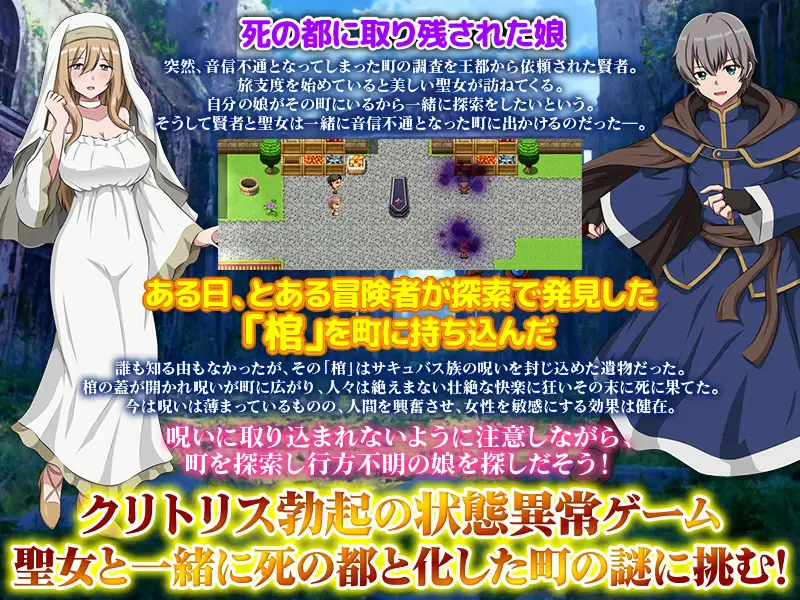 死の都に取り残された娘
突然、音信不通となってしまった町の調査を王都から依頼された賢者。
旅支度を始めていると美しい聖女が訪ねてくる。
自分の娘がその町にいるから一緒に探索をしたいという。
そうして賢者と聖女は一緒に音信不通となった町に出かけるのだった―。
ある日、とある冒険者が探索で発見した
「棺」を町に持ち込んだ
誰も知る由もなかったが、その「棺」はサキュバス族の呪いを封じ込めた遺物だった。
棺の蓋が開かれ呪いが町に広がり、人々は絶えまない壮絶な快楽に狂いその末に死に果てた。
今は呪いは薄まっているものの、人間を興奮させ、女性を敏感にする効果は健在。
呪いに取り込まれないように注意しながら、
町を探索し行方不明の娘を探しだそう!
クリトリス勃起の状態異常ゲーム
聖女と一緒に死の都と化した町の謎に挑む!